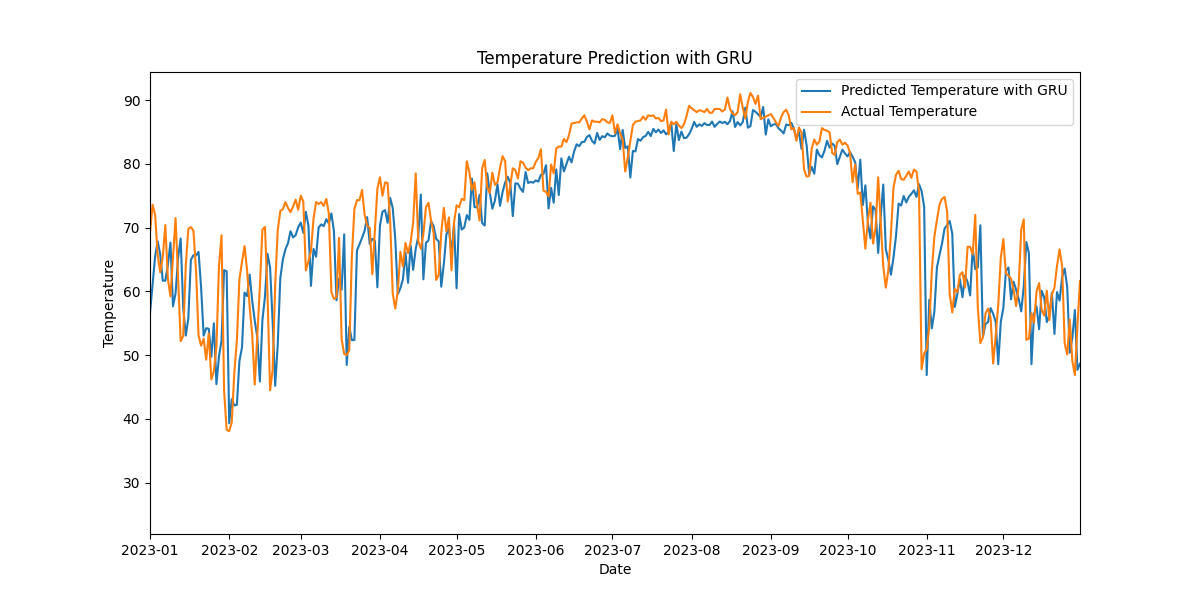 Temperature Prediction with GRU
Predicted Temperature with GRU
Actual Temperature
Temperature
90
80
70
60
50
40
30
2023-01 2023-02 2023-03 2023-04 2023-05 2023-06 2023-07 2023-08 2023-09 2023-10 2023-11 2023-12
Date